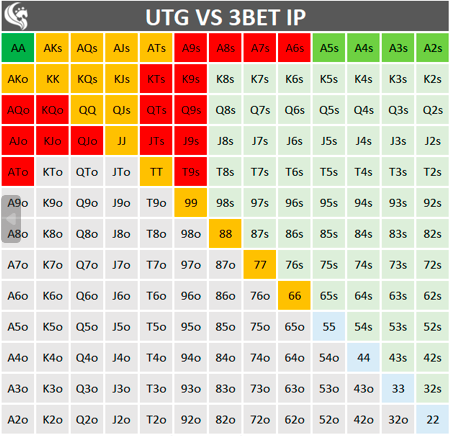 UTG VS 3BET IP
AA AKs AQs AJs ATs A9s A8s A7s A6s A5s A4s A3s A2s
AKo KK KQs KJs KTs K9s K8s K7s K6s K5s K4s K3s K2s
AQo KQo QQ QJs QTs Q9s Q8s Q7s Q6s Q5s Q4s Q3s Q2s
AJo KJo QJo JJ JTs J9s J8s J7s J6s J5s J4s J3s J2s
ATo KTo QTo JTo TT T9s T8s T7s T6s T5s T4s T3s T2s
A9o K9o Q9o J9o T9o 99 98s 97s 96s 95s 94s 93s 92s
A8o K8o Q8o J8o T8o 98o 88 87s 86s 85s 84s 83s 82s
A7o K7o Q7o J7o T7o 97o 87o 77 76s 75s 74s 73s 72s
A6o K6o Q6o J6o T6o 96o 86o 76o 66 65s 64s 63s 62s
A5o K5o Q5o J5o T5o 95o 85o 75o 65o 55 54s 53s 52s
A4o K4o Q4o J4o T4o 94o 84o 74o 64o 54o 44 43s 42s
A3o K3o Q3o J3o T3o 93o 83o 73o 63o 53o 43o 33 32s
A2o K2o Q2o J2o T2o 92o 82o 72o 62o 52o 42o 32o 22